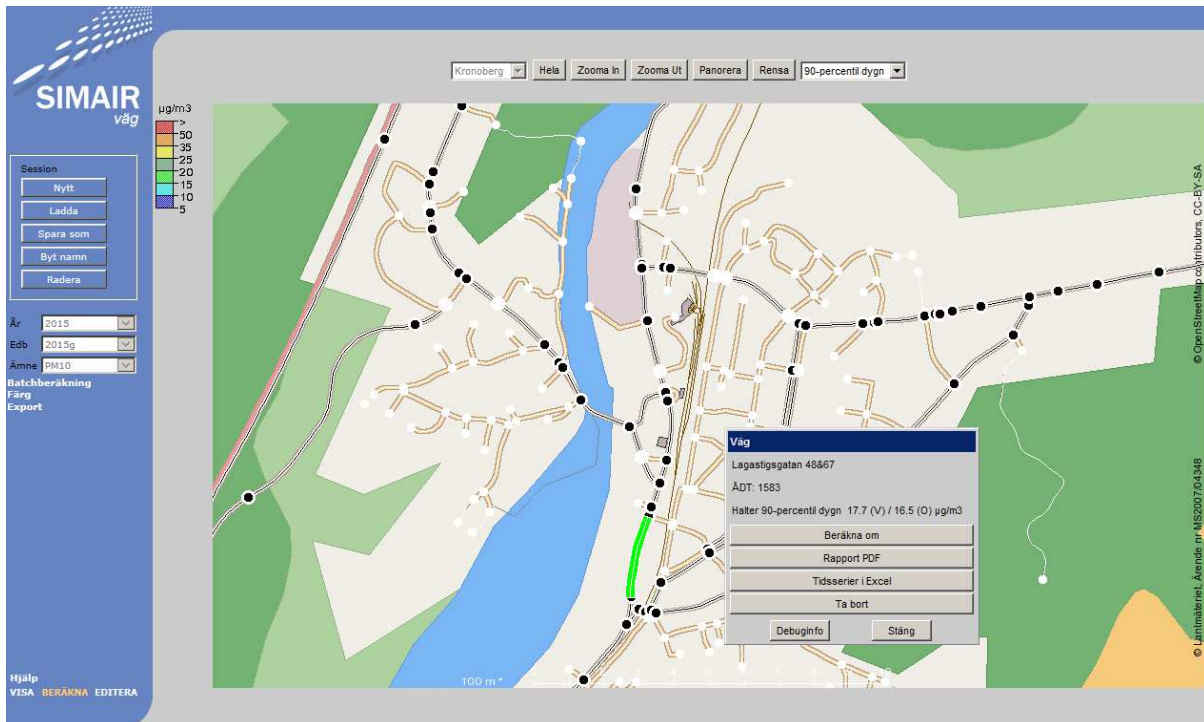 SIMAIR
väg
Kronoberg
Hela
Zooma In
Zooma Ut
Panorera
Rensa
90-percentil dygn
µg/m3
>
50
35
25
20
15
10
5
Session
Nytt
Ladda
Spara som
Byt namn
Radera
År 2015
Edb 2015g
Ämne PM10
Batchberäkning
Färg
Export
Väg
Lagastigsgatan 48&67
ÅDT: 1583
Halter 90-percentil dygn 17.7 (V) / 16.5 (O) µg/m3
Beräkna om
Rapport PDF
Tidsserier i Excel
Ta bort
Debuginfo
Stäng
100 m *
© OpenStreetMap contributors, CC-BY-SA
© Lantmäteriet, Ärende nr MS2007/04348
Hjälp
VISA BERÄKNA EDITERA